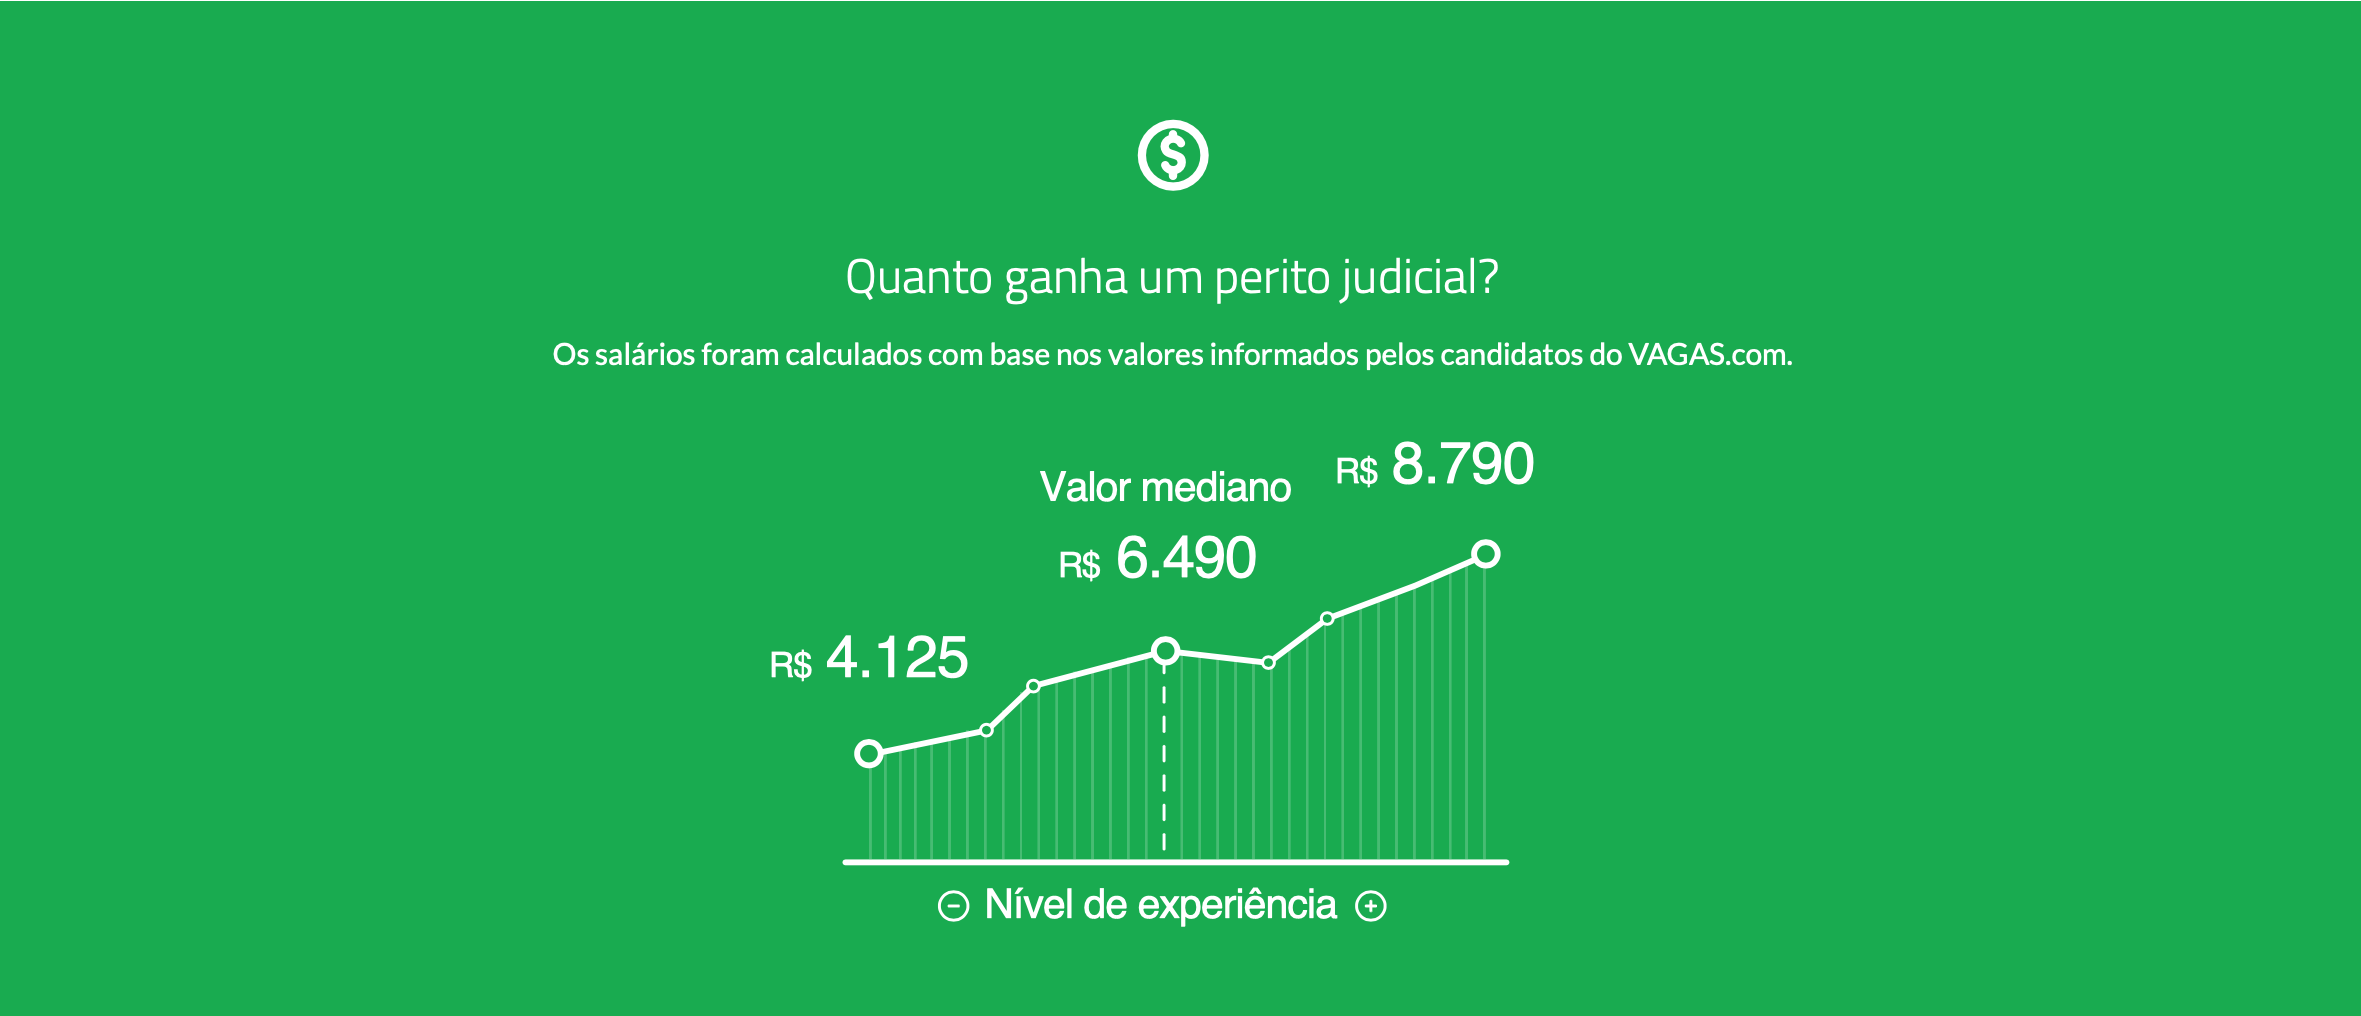 Quanto ganha um perito judicial?
Os salários foram calculados com base nos valores informados pelos candidatos do VAGAS.com.
R$ 8.790
Valor mediano
R$ 6.490
R$ 4.125
Nível de experiência